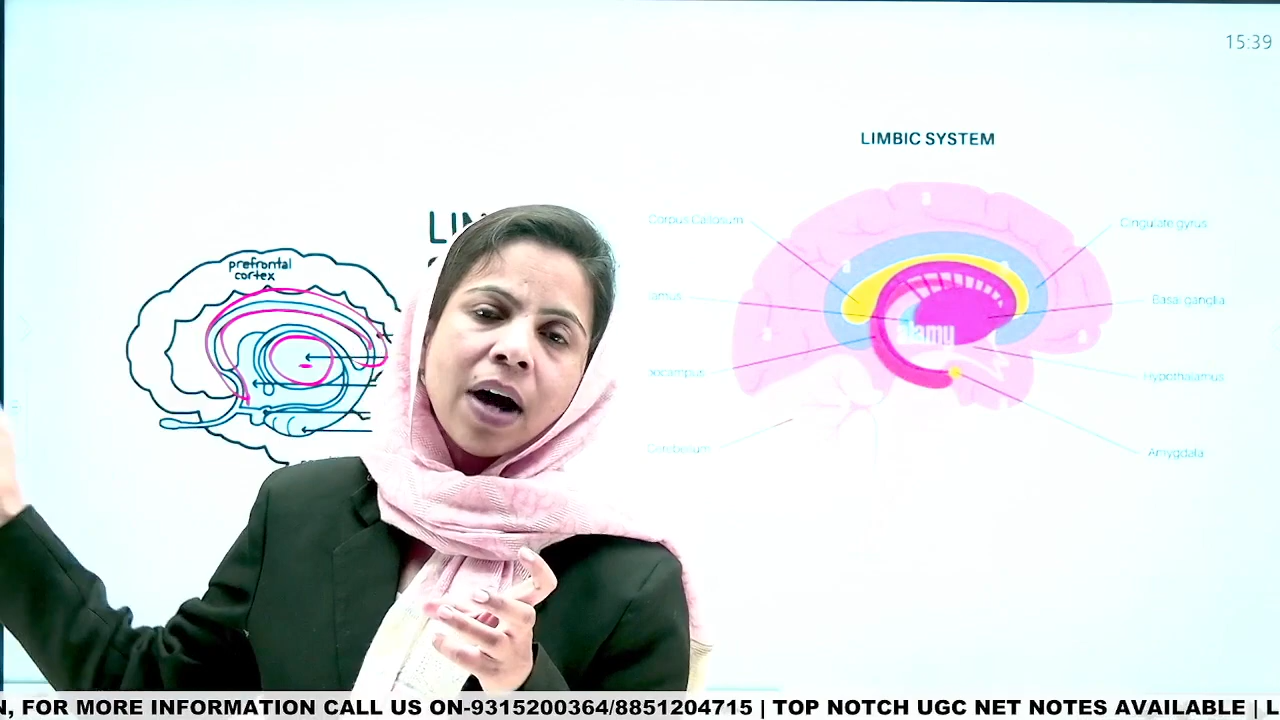 15:39
LIMBIC SYSTEM
prefrontal
cortex
Corpus Callosum
Cingulate gyrus
Basal ganglia
Hypothalamus
Cerebellum
Amygdala
alamy
N, FOR MORE INFORMATION CALL US ON-9315200364/8851204715 | TOP NOTCH UGC NET NOTES AVAILABLE | L